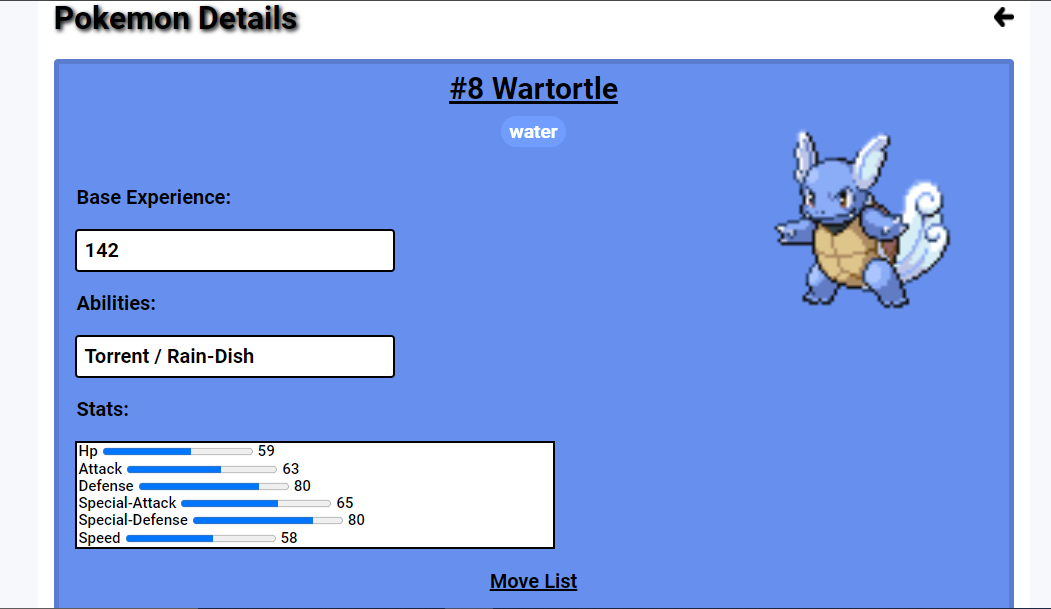 Pokemon Details
#8 Wartortle
water
Base Experience:
142
Abilities:
Torrent / Rain-Dish
Stats:
Hp 59
Attack 63
Defense 80
Special-Attack 65
Special-Defense 80
Speed 58
Move List